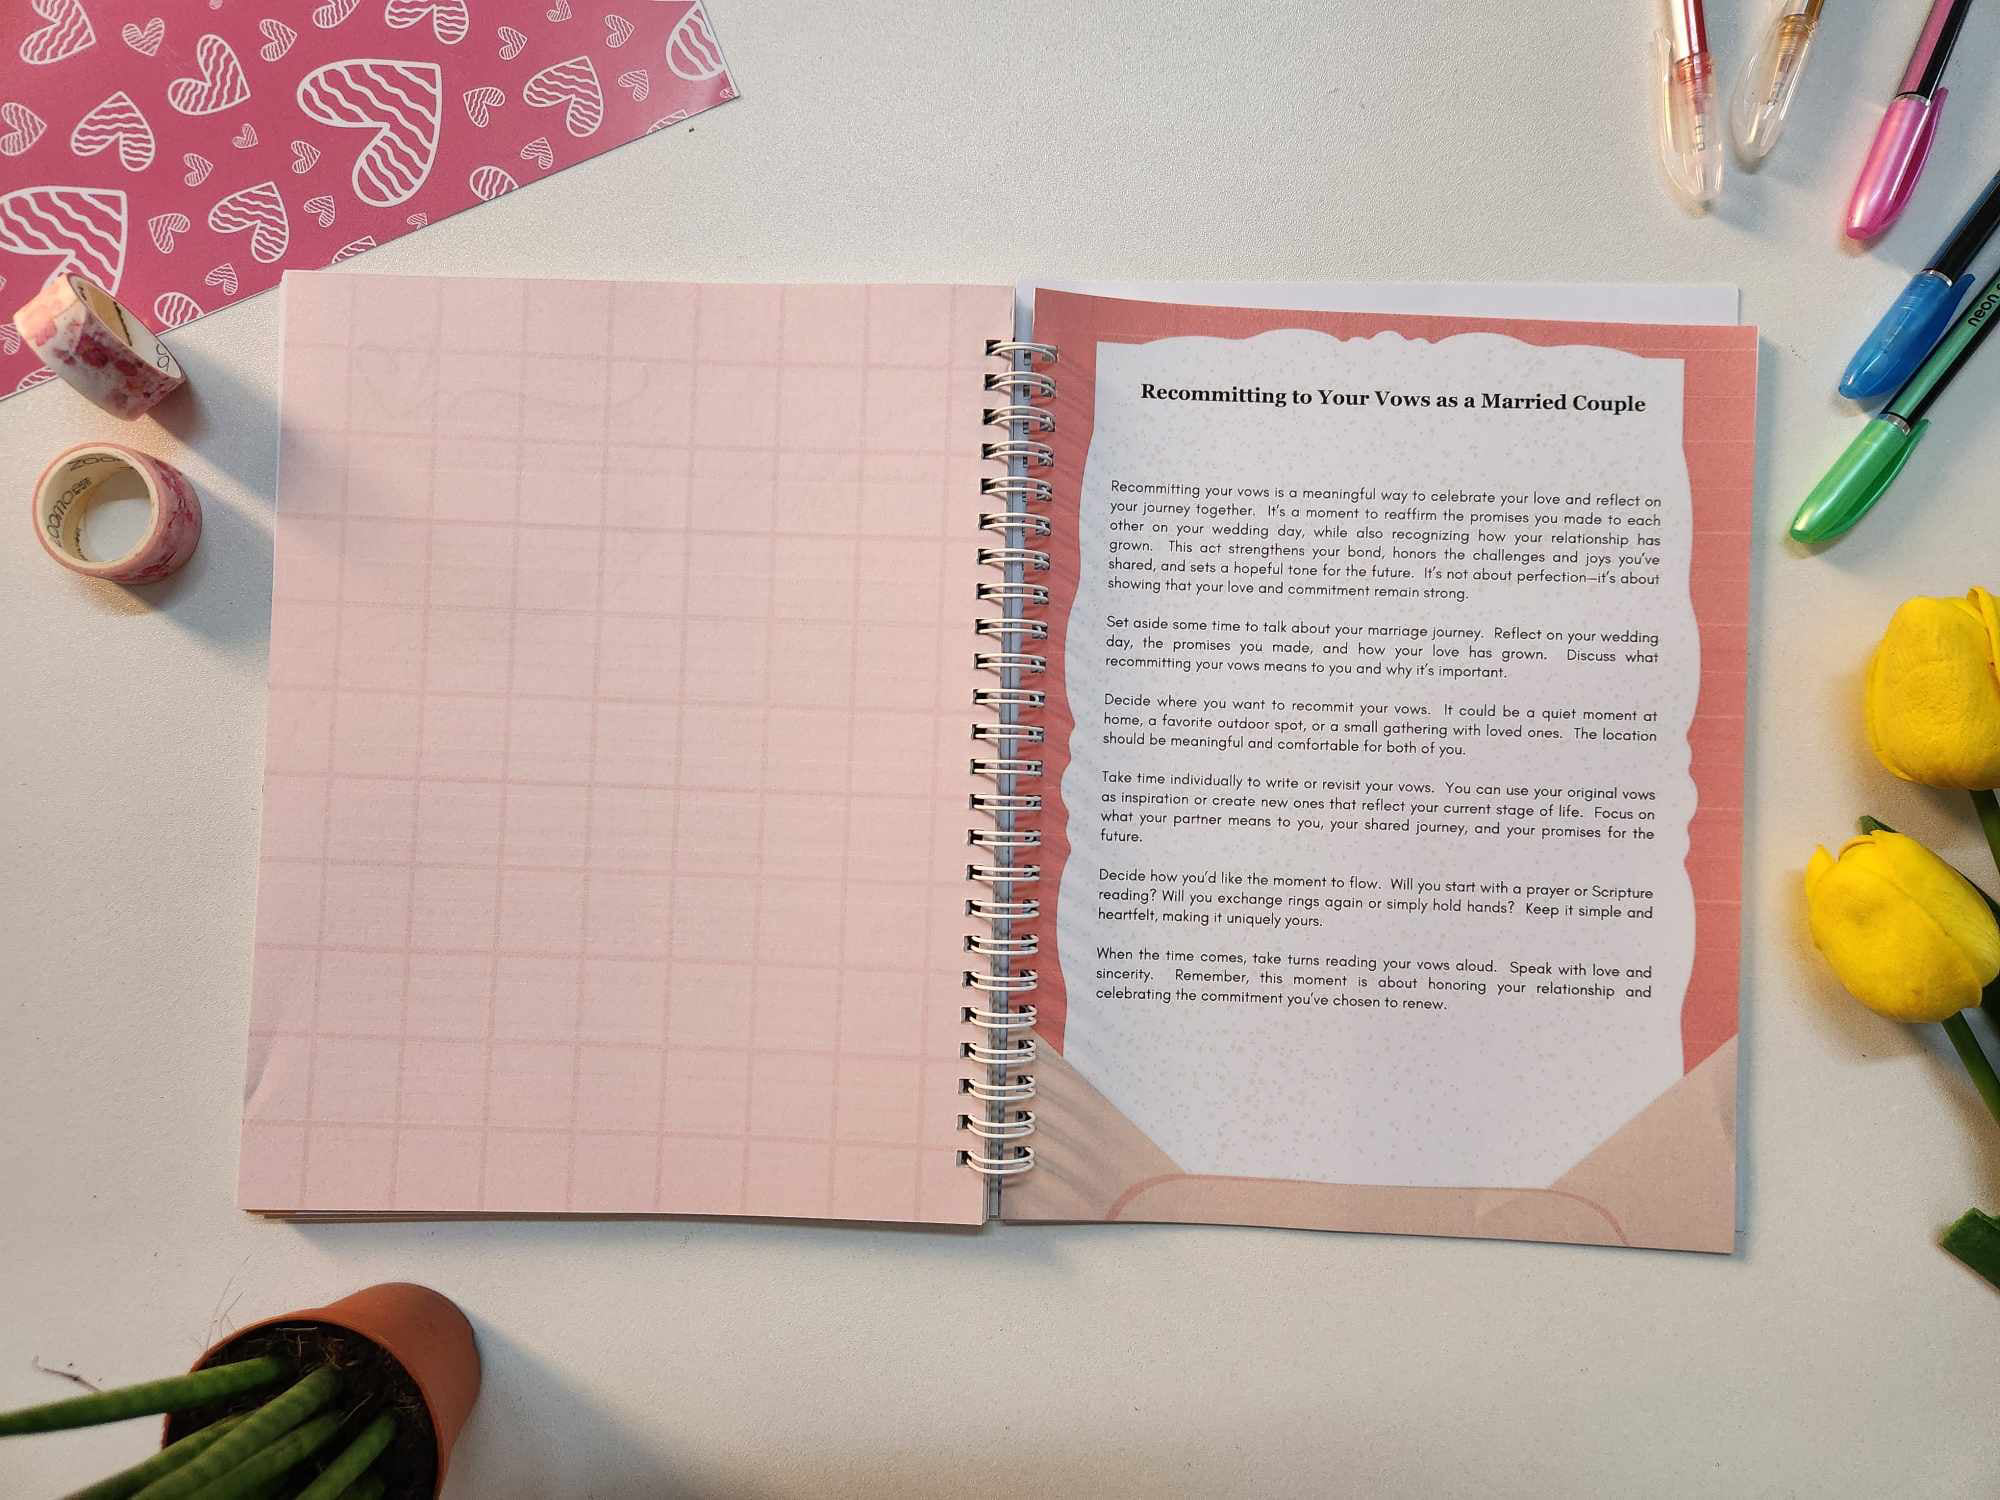 neon
Recommitting to Your Vows as a Married Couple
Recommitting your vows is a meaningful way to celebrate your love and reflect on
your journey together. It's a moment to reaffirm the promises you made to each
other on your wedding day, while also recognizing how your relationship has
grown. This act strengthens your bond, honors the challenges and joys you've
shared, and sets a hopeful tone for the future. It's not about perfection—it's about
showing that your love and commitment remain strong.
Set aside some time to talk about your marriage journey. Reflect on your wedding
day, the promises you made, and how your love has grown. Discuss what
recommitting your vows means to you and why it's important.
Decide where you want to recommit your vows. It could be a quiet moment at
home, a favorite outdoor spot, or a small gathering with loved ones. The location
should be meaningful and comfortable for both of you.
Take time individually to write or revisit your vows. You can use your original vows
as inspiration or create new ones that reflect your current stage of life. Focus on
what your partner means to you, your shared journey, and your promises for the
future.
Decide how you'd like the moment to flow. Will you start with a prayer or Scripture
reading? Will you exchange rings again or simply hold hands? Keep it simple and
heartfelt, making it uniquely yours.
When the time comes, take turns reading your vows aloud. Speak with love and
sincerity. Remember, this moment is about honoring your relationship and
celebrating the commitment you've chosen to renew.